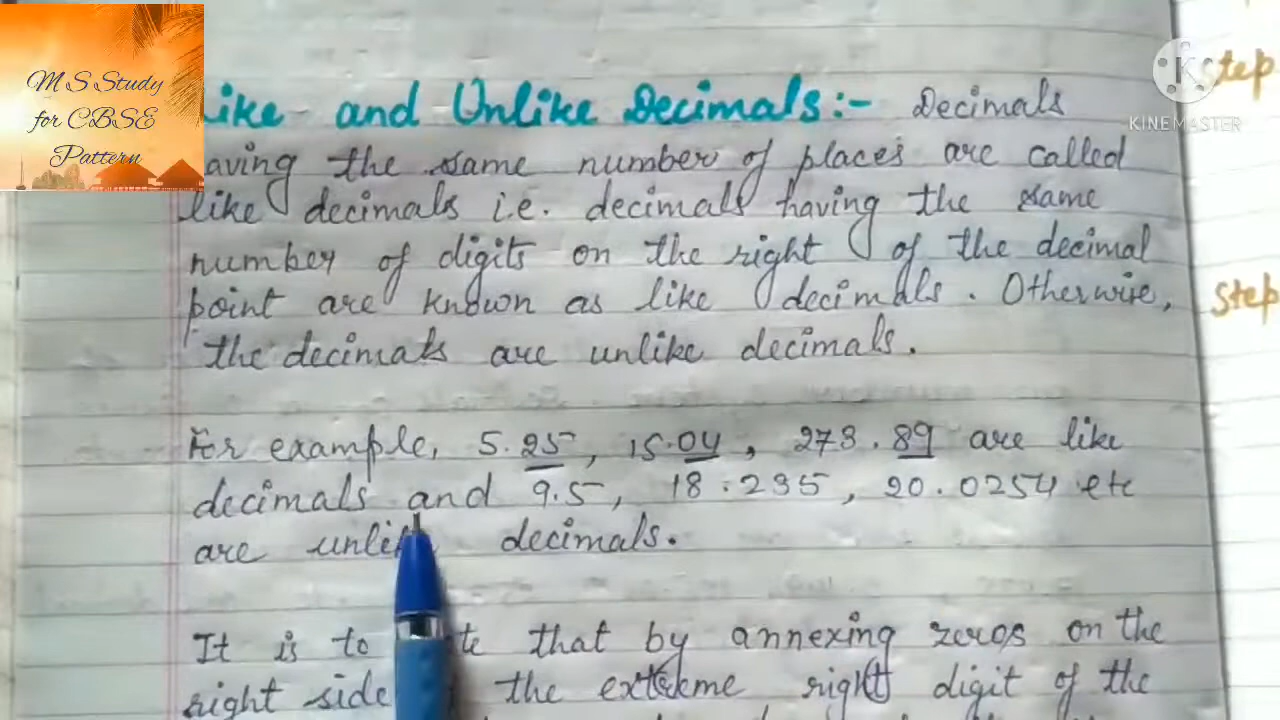 M S Study
for CBSE
Pattern
KINEMASTER
step
ike and Unlike Decimals:- Decimals
aving the same number of places are called
like decimals i.e. decimals having the same
number of digits on the right of the decimal
point are known as like decimals. Otherwise,
step
the decimals are unlike decimals.
For example, 5.25, 15.04, 273.89 are like
decimals and 9.5, 18.235, 20.0254 etc
are unli decimals.
It is to te that by annexing zeros on the
right side the extreme right digit of the